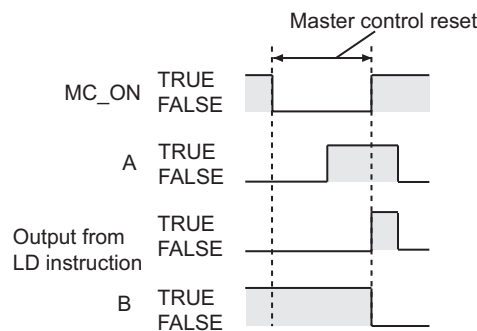 Master control reset
MC_ON
TRUE
FALSE
A
TRUE
FALSE
Output from
LD instruction
TRUE
FALSE
B
TRUE
FALSE